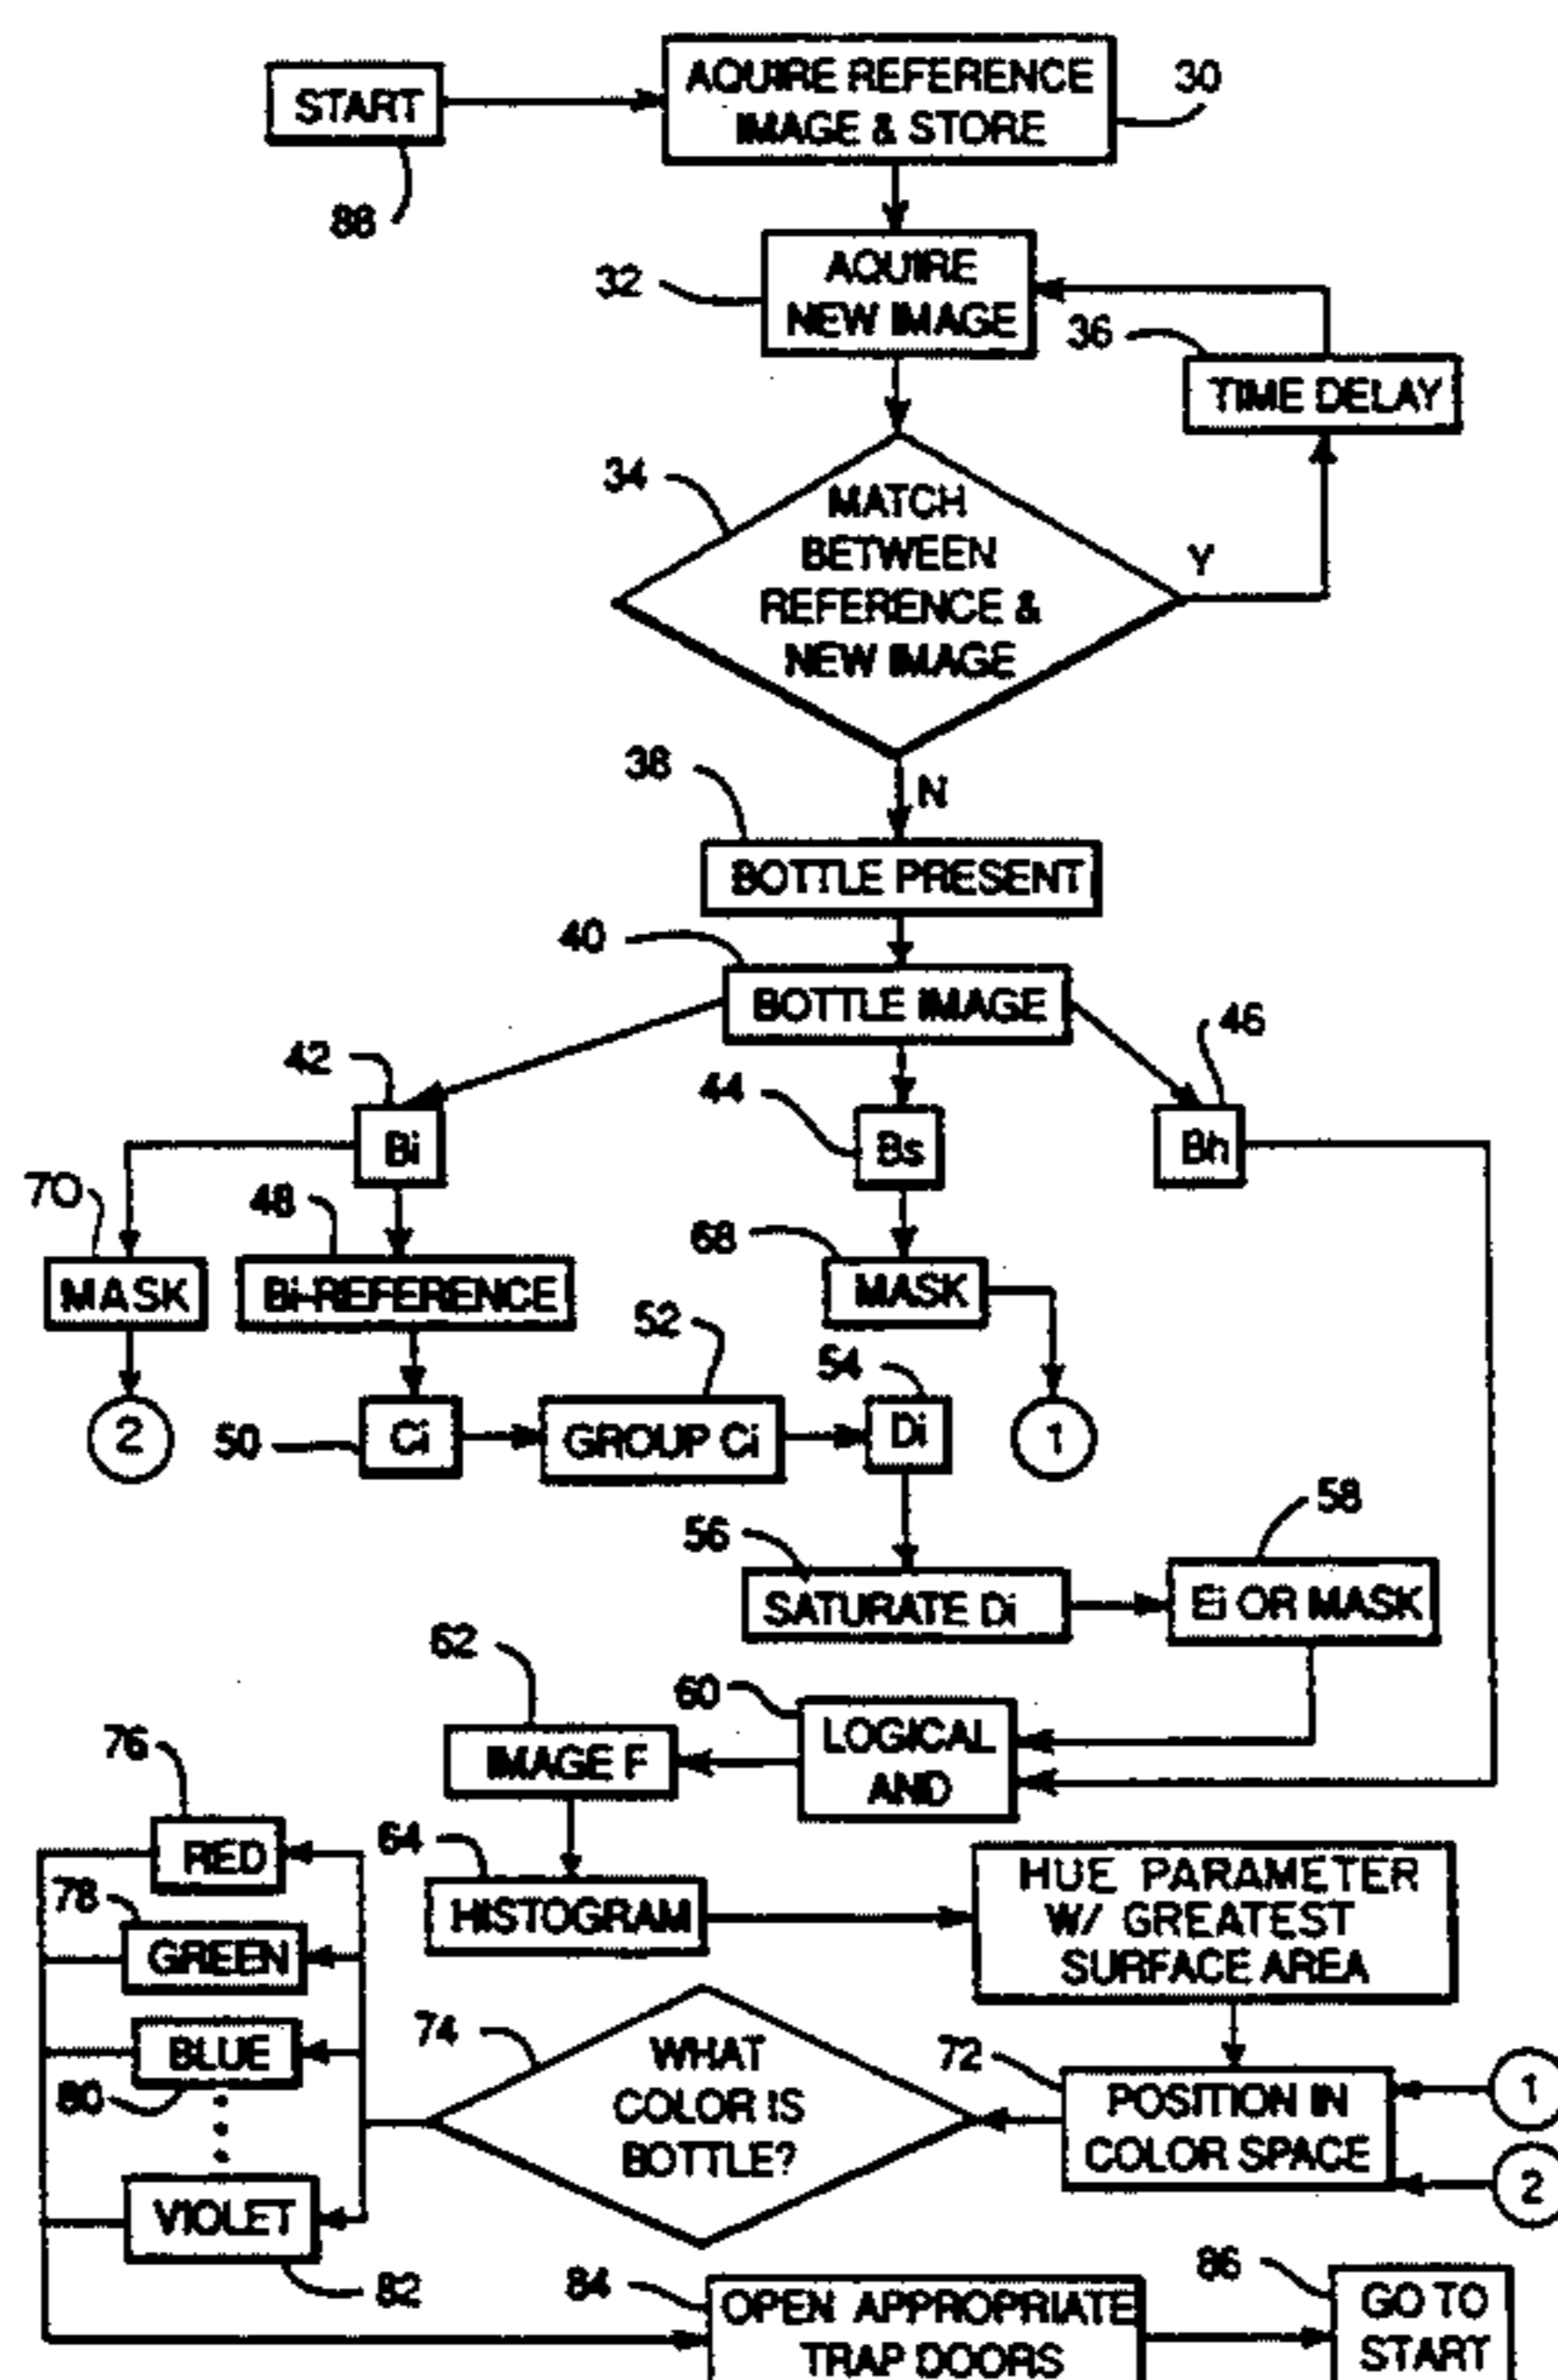 START
88
AQUIRE REFERENCE
IMAGE & STORE
30
32
AQUIRE
NEW IMAGE
36
TIME DELAY
34
MATCH
BETWEEN
REFERENCE &
NEW IMAGE
Y
38
N
BOTTLE PRESENT
40
BOTTLE IMAGE
42
44
46
Bi
Bs
Bh
70
48
68
MASK
Bi-REFERENCE
MASK
52
54
2
50
Ci
GROUP Ci
Di
1
56
58
SATURATE Di
Ei OR MASK
62
60
IMAGE F
LOGICAL
AND
76
RED
64
HISTOGRAM
HUE PARAMETER
W/ GREATEST
SURFACE AREA
78
GREEN
BLUE
80
74
WHAT
COLOR IS
BOTTLE?
72
POSITION IN
COLOR SPACE
1
2
VIOLET
82
84
OPEN APPROPRIATE
TRAP DOORS
86
GO TO
START